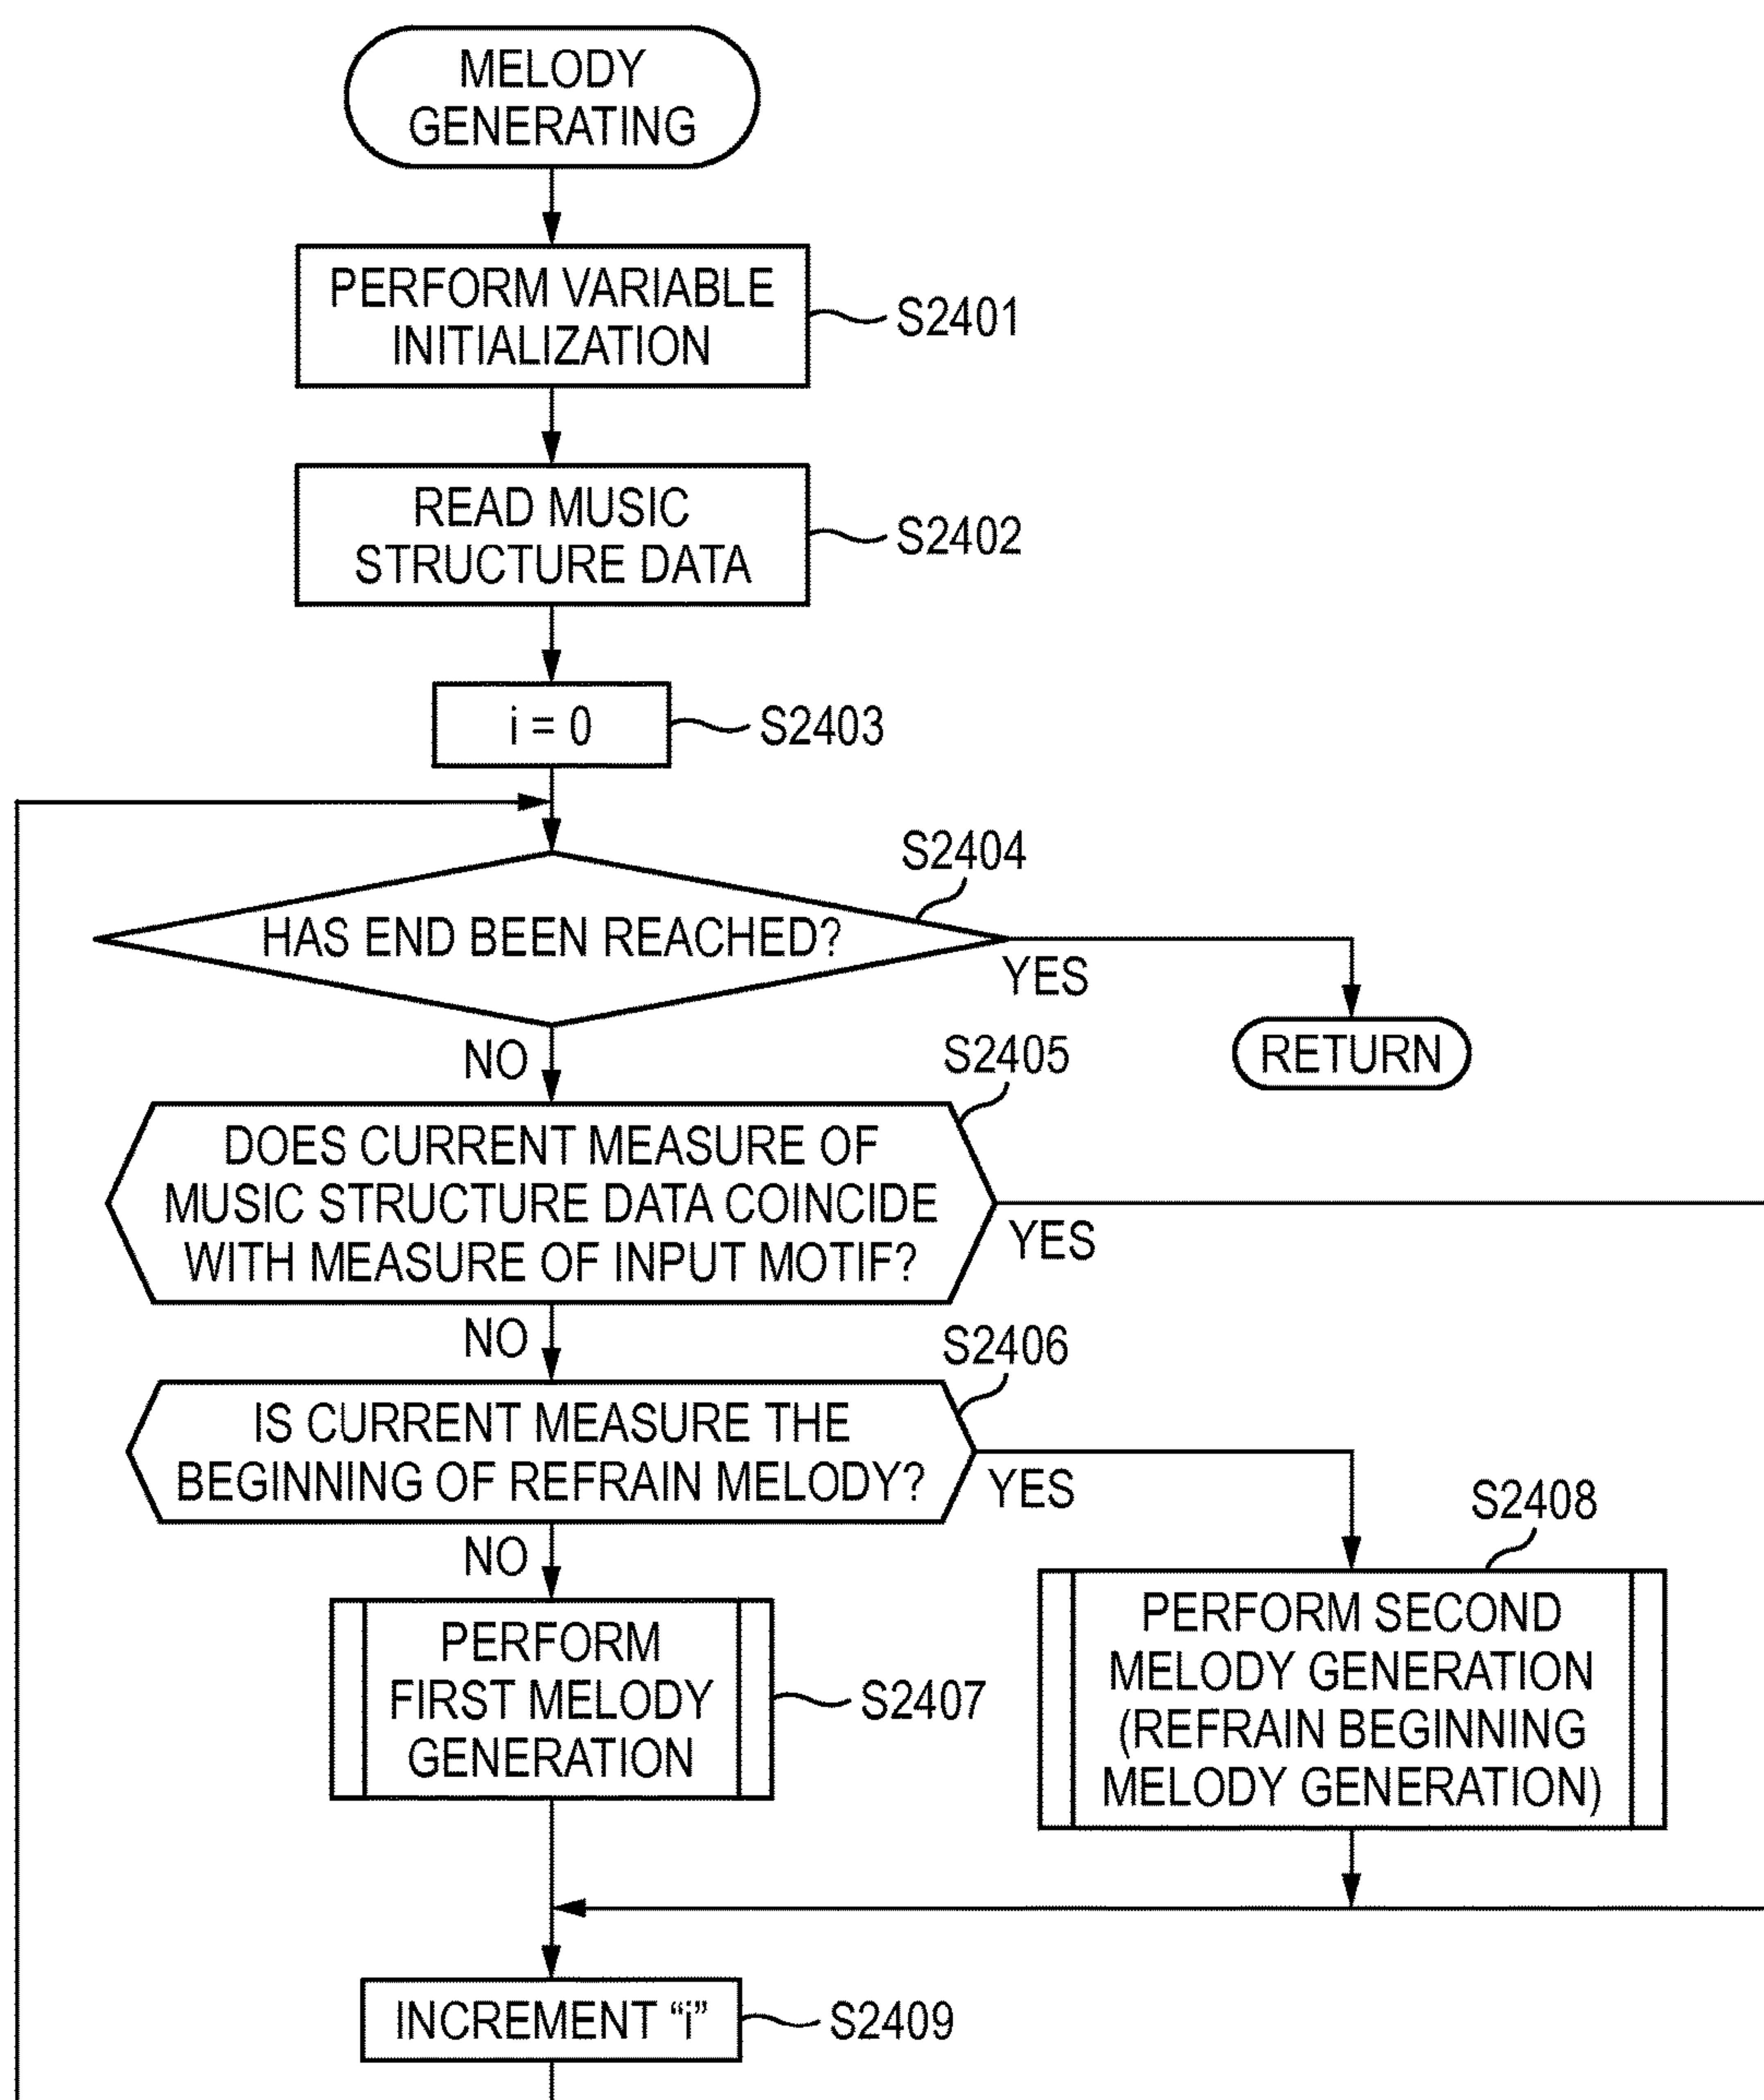 MELODY
GENERATING
PERFORM VARIABLE
INITIALIZATION
S2401
READ MUSIC
STRUCTURE DATA
S2402
i = 0
S2403
S2404
HAS END BEEN REACHED?
YES
RETURN
NO
S2405
DOES CURRENT MEASURE OF
MUSIC STRUCTURE DATA COINCIDE
WITH MEASURE OF INPUT MOTIF?
YES
NO
S2406
IS CURRENT MEASURE THE
BEGINNING OF REFRAIN MELODY?
YES
NO
S2408
PERFORM
FIRST MELODY
GENERATION
S2407
PERFORM SECOND
MELODY GENERATION
(REFRAIN BEGINNING
MELODY GENERATION)
INCREMENT “i”
S2409